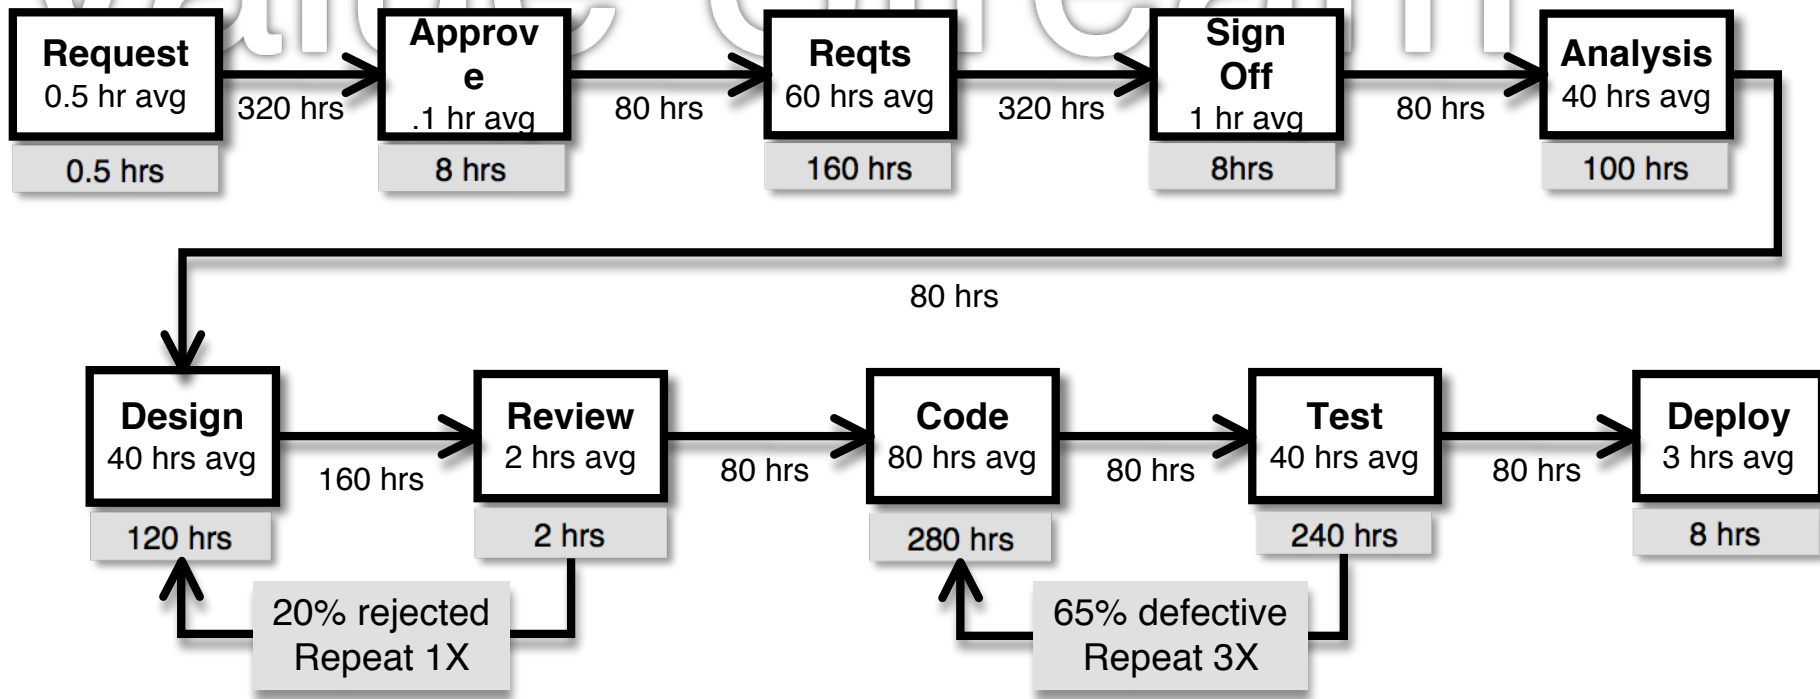 Request
0.5 hr avg
0.5 hrs
320 hrs
Approv
e
.1 hr avg
8 hrs
80 hrs
Reqts
60 hrs avg
160 hrs
320 hrs
Sign
Off
1 hr avg
8hrs
80 hrs
Analysis
40 hrs avg
100 hrs
80 hrs
Design
40 hrs avg
120 hrs
160 hrs
Review
2 hrs avg
2 hrs
80 hrs
Code
80 hrs avg
280 hrs
80 hrs
Test
40 hrs avg
240 hrs
80 hrs
Deploy
3 hrs avg
8 hrs
20% rejected
Repeat 1X
65% defective
Repeat 3X